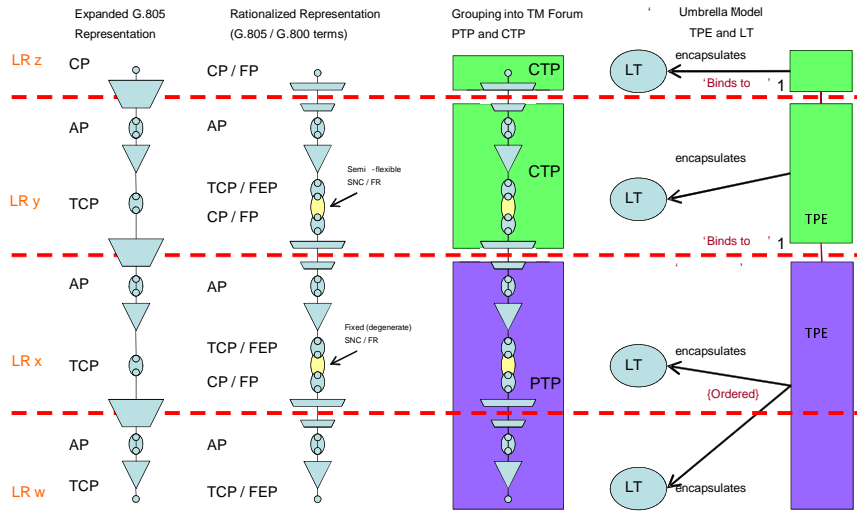 Expanded G.805
Representation
Rationalized Representation
(G.805 / G.800 terms)
Grouping into TM Forum
PTP and CTP
‘ Umbrella Model
TPE and LT
LR z
CP
CP / FP
CTP
LT
encapsulates
‘Binds to ’ 1
AP
AP
LR y
TCP
TCP / FEP
CP / FP
Semi -flexible
SNC / FR
CTP
encapsulates
LT
TPE
‘Binds to ’ 1
‘ ’
AP
AP
LR x
TCP
TCP / FEP
CP / FP
Fixed (degenerate)
SNC / FR
PTP
TPE
encapsulates
LT
{Ordered}
AP
AP
LR w
TCP
TCP / FEP
LT
encapsulates